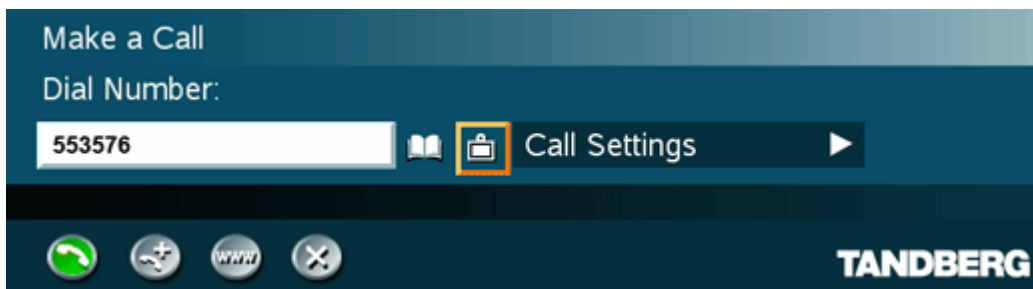 Make a Call
Dial Number:
553576
Call Settings
www
TANDBERG